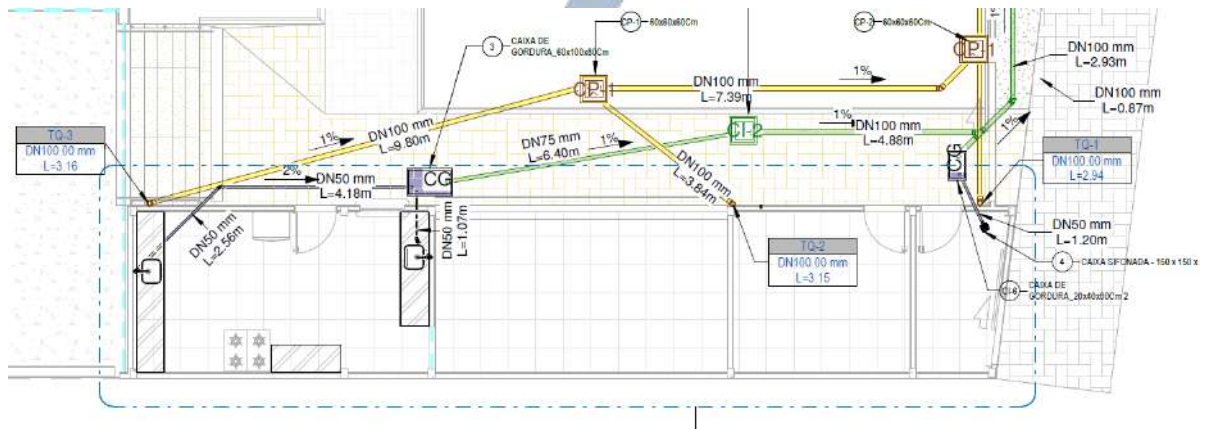 CP-1
60x60x60Cm
CP-2
60x60x60Cm
3
CAIXA DE
GORDURA_60x100x80Cm
CP-1
CP-1
DN100 mm
L=2.93m
1%
DN100 mm
L=7.39m
1%
DN100 mm
L=0.87m
TQ-3
DN100.00 mm
L=3.16
1%
DN100 mm
L=9.80m
DN75 mm
L=6.40m
1%
CI-2
1%
DN100 mm
L=4.88m
1%
TQ-1
DN100.00 mm
L=2.94
2%
DN50 mm
L=4.18m
CG
DN100 mm
L=3.84m
CG
DN50 mm
L=2.56m
DN50 mm
L=1.07m
DN50 mm
L=1.20m
TQ-2
DN100.00 mm
L=3.15
4
CAIXA SIFONADA - 150 x 150 x
CI-6
CAIXA DE
GORDURA_20x40x60Cm 2